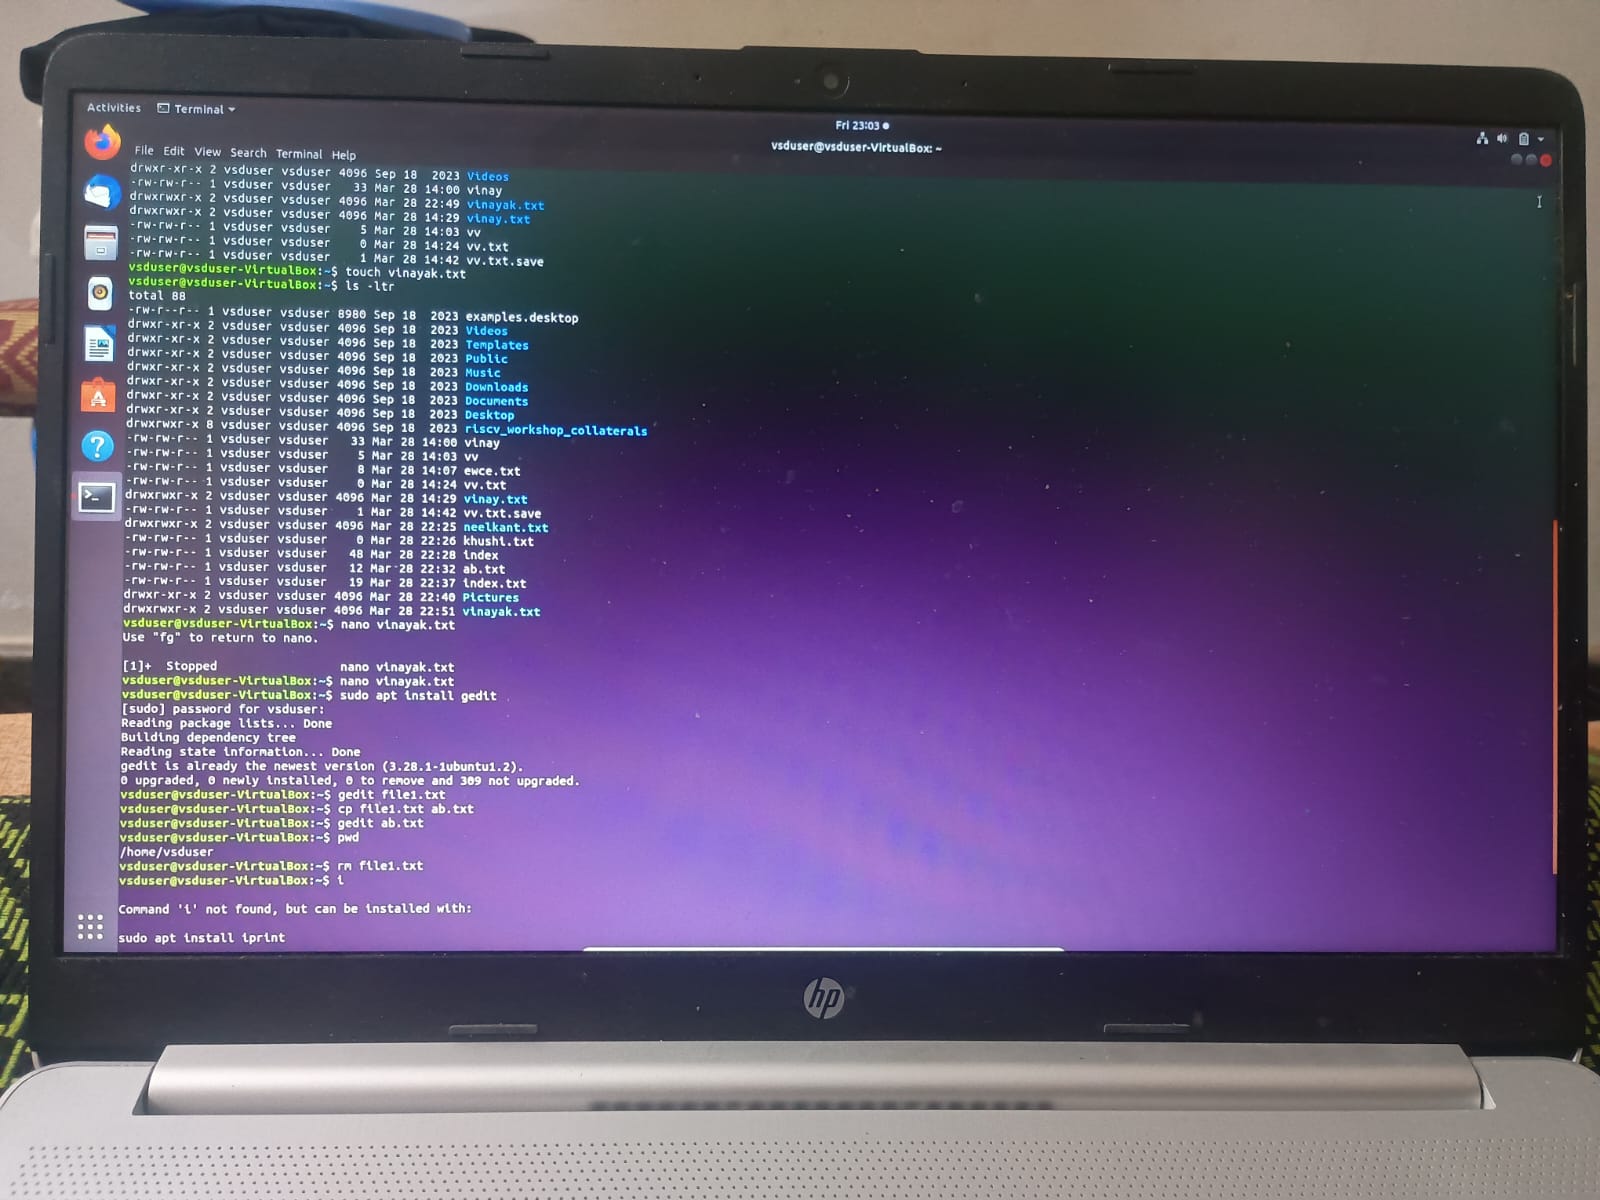 Activities Terminal
Fri 23:03
vsduser@vsduser-VirtualBox: ~
File Edit View Search Terminal Help
drwxr-xr-x 2 vsduser vsduser 4096 Sep 18  2023 Videos
-rw-rw-r-- 1 vsduser vsduser   33 Mar 28 14:00 vinay
drwxrwxr-x 2 vsduser vsduser 4096 Mar 28 22:49 vinayak.txt
drwxrwxr-x 2 vsduser vsduser 4096 Mar 28 14:29 vinay.txt
-rw-rw-r-- 1 vsduser vsduser    5 Mar 28 14:03 vv
-rw-rw-r-- 1 vsduser vsduser    0 Mar 28 14:24 vv.txt
-rw-rw-r-- 1 vsduser vsduser    1 Mar 28 14:42 vv.txt.save
vsduser@vsduser-VirtualBox:~$ touch vinayak.txt
vsduser@vsduser-VirtualBox:~$ ls -ltr
total 88
-rw-r--r-- 1 vsduser vsduser 8980 Sep 18  2023 examples.desktop
drwxr-xr-x 2 vsduser vsduser 4096 Sep 18  2023 Videos
drwxr-xr-x 2 vsduser vsduser 4096 Sep 18  2023 Templates
drwxr-xr-x 2 vsduser vsduser 4096 Sep 18  2023 Public
drwxr-xr-x 2 vsduser vsduser 4096 Sep 18  2023 Music
drwxr-xr-x 2 vsduser vsduser 4096 Sep 18  2023 Downloads
drwxr-xr-x 2 vsduser vsduser 4096 Sep 18  2023 Documents
drwxr-xr-x 2 vsduser vsduser 4096 Sep 18  2023 Desktop
drwxrwxr-x 8 vsduser vsduser 4096 Sep 18  2023 riscv_workshop_collaterals
-rw-rw-r-- 1 vsduser vsduser   33 Mar 28 14:00 vinay
-rw-rw-r-- 1 vsduser vsduser    5 Mar 28 14:03 vv
-rw-rw-r-- 1 vsduser vsduser    8 Mar 28 14:07 ewce.txt
-rw-rw-r-- 1 vsduser vsduser    0 Mar 28 14:24 vv.txt
drwxrwxr-x 2 vsduser vsduser 4096 Mar 28 14:29 vinay.txt
-rw-rw-r-- 1 vsduser vsduser    1 Mar 28 14:42 vv.txt.save
drwxrwxr-x 2 vsduser vsduser 4096 Mar 28 22:25 neelkant.txt
-rw-rw-r-- 1 vsduser vsduser    0 Mar 28 22:26 khushi.txt
-rw-rw-r-- 1 vsduser vsduser   48 Mar 28 22:28 index
-rw-rw-r-- 1 vsduser vsduser   12 Mar 28 22:32 ab.txt
-rw-rw-r-- 1 vsduser vsduser   19 Mar 28 22:37 index.txt
drwxr-xr-x 2 vsduser vsduser 4096 Mar 28 22:40 Pictures
drwxrwxr-x 2 vsduser vsduser 4096 Mar 28 22:51 vinayak.txt
vsduser@vsduser-VirtualBox:~$ nano vinayak.txt
Use "fg" to return to nano.
[1]+  Stopped                 nano vinayak.txt
vsduser@vsduser-VirtualBox:~$ nano vinayak.txt
vsduser@vsduser-VirtualBox:~$ sudo apt install gedit
[sudo] password for vsduser:
Reading package lists... Done
Building dependency tree
Reading state information... Done
gedit is already the newest version (3.28.1-1ubuntu1.2).
0 upgraded, 0 newly installed, 0 to remove and 309 not upgraded.
vsduser@vsduser-VirtualBox:~$ gedit file1.txt
vsduser@vsduser-VirtualBox:~$ cp file1.txt ab.txt
vsduser@vsduser-VirtualBox:~$ gedit ab.txt
vsduser@vsduser-VirtualBox:~$ pwd
/home/vsduser
vsduser@vsduser-VirtualBox:~$ rm file1.txt
vsduser@vsduser-VirtualBox:~$ i
Command 'i' not found, but can be installed with:
sudo apt install iprint
hp